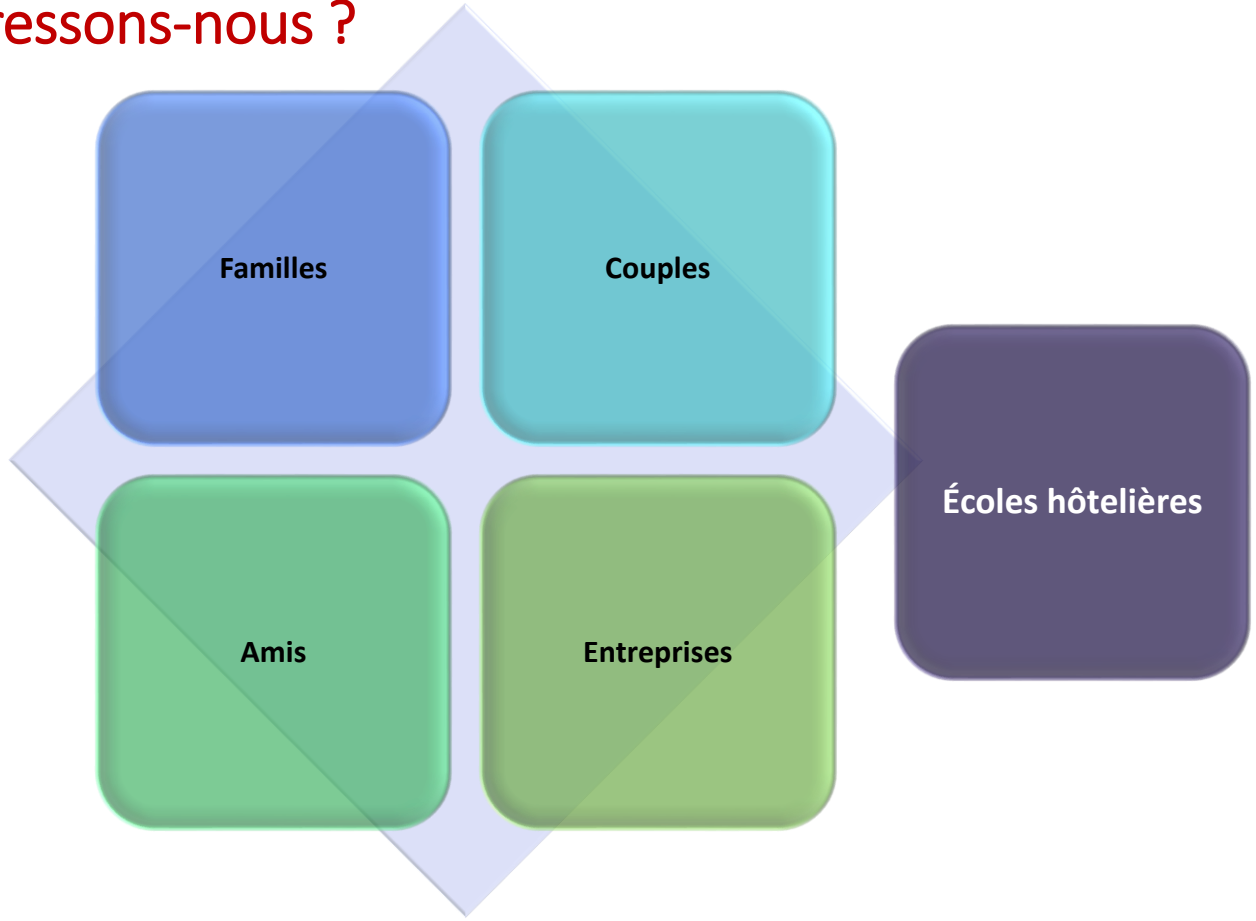 ressons-nous ?
Familles
Couples
Écoles hôtelières
Amis
Entreprises